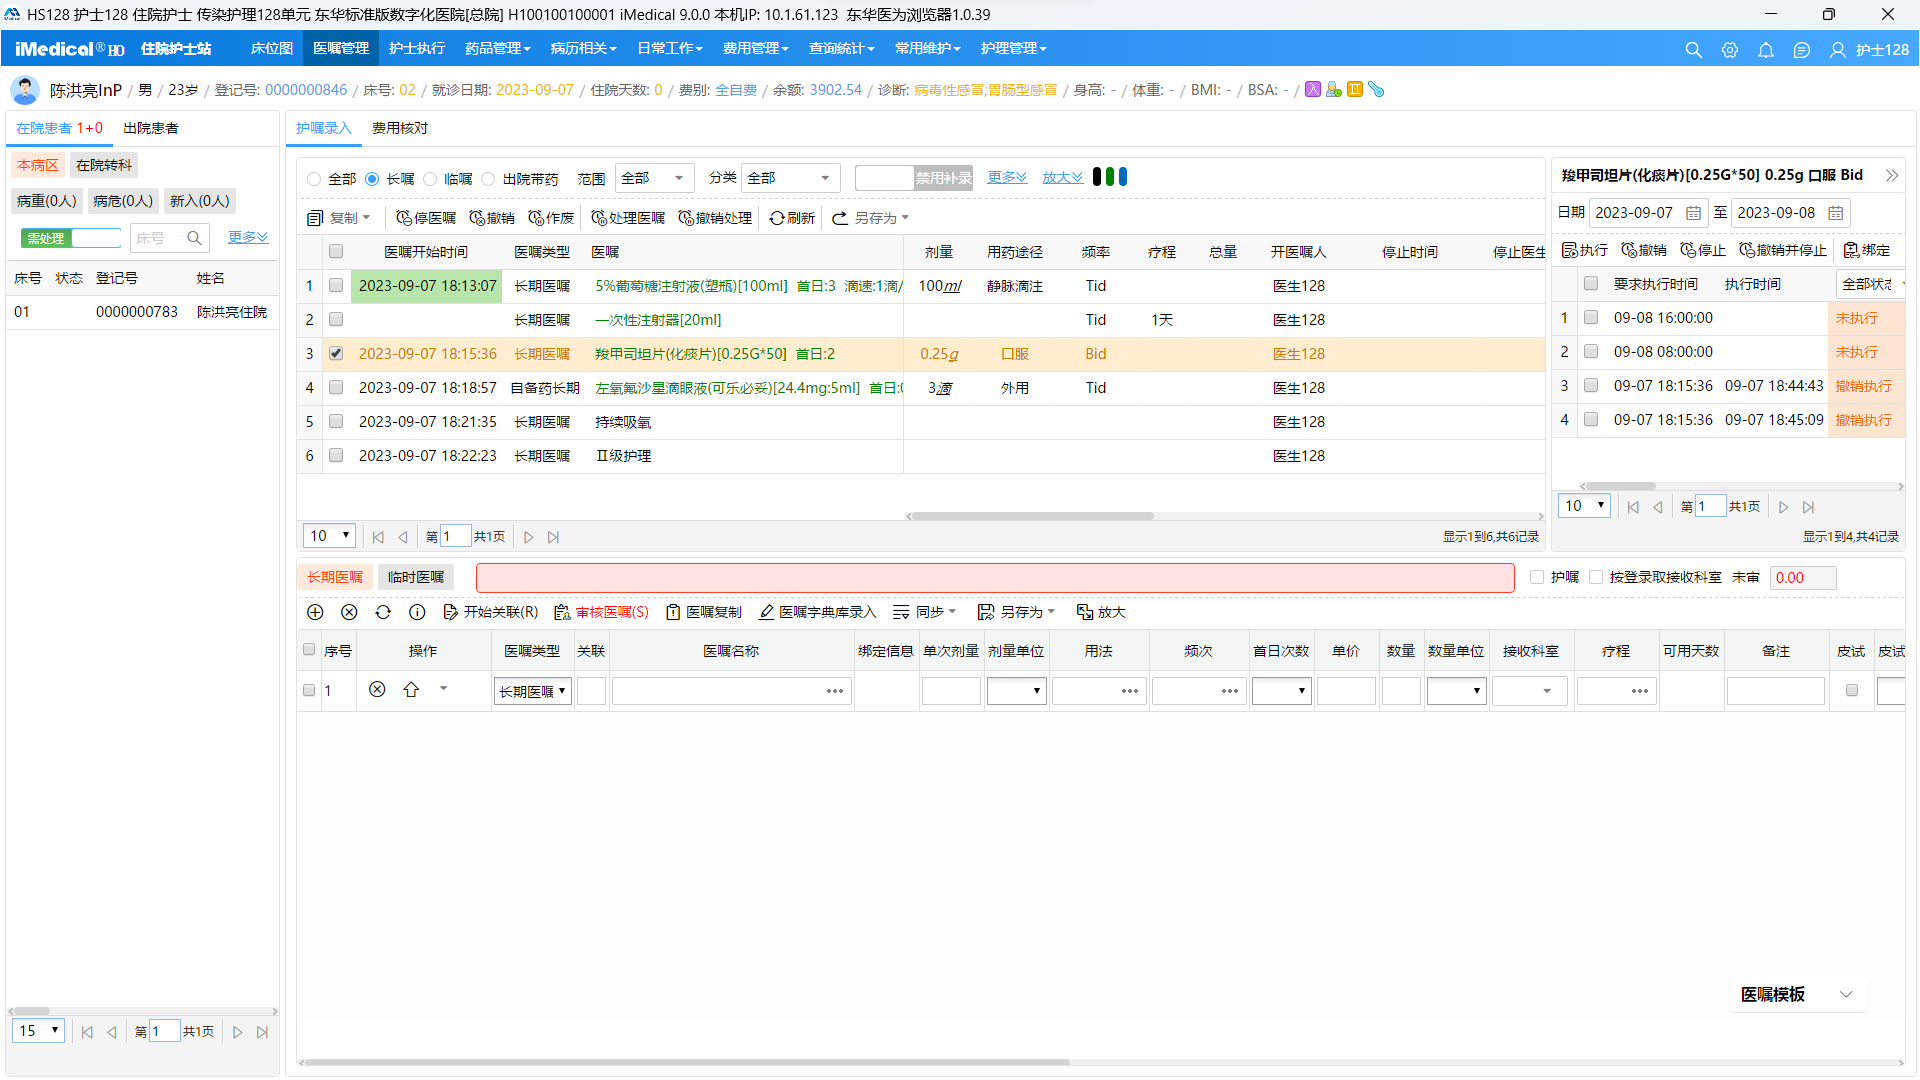 HS128 护士128 住院护士 传染护理128单元 东华标准版数字化医院[总院] H100100100001 iMedical 9.0.0 本机IP: 10.1.61.123 东华医为浏览器1.0.39
iMedical® HO 住院护士站 床位图 医嘱管理 护士执行 药品管理 病历相关 日常工作 费用管理 查询统计 常用维护 护理管理 护士128
陈洪亮InP / 男 / 23岁 / 登记号: 0000000846 / 床号: 02 / 就诊日期: 2023-09-07 / 住院天数: 0 / 费别: 全自费 / 余额: 3902.54 / 诊断: 病毒性感冒;胃肠型感冒 / 身高: - / 体重: - / BMI: - / BSA: - /
在院患者 1+0 出院患者
本病区 在院转科
病重(0人) 病危(0人) 新入(0人)
需处理 床号 更多
床号 状态 登记号 姓名
01 0000000783 陈洪亮住院
15 第 1 共1页
护嘱录入 费用核对
全部 长嘱 临嘱 出院带药 范围 全部 分类 全部 禁用补录 更多 放大
复制 停医嘱 撤销 作废 处理医嘱 撤销处理 刷新 另存为
医嘱开始时间 医嘱类型 医嘱 剂量 用药途径 频率 疗程 总量 开医嘱人 停止时间 停止医生
1 2023-09-07 18:13:07 长期医嘱 5%葡萄糖注射液(塑瓶)[100ml] 首日:3 滴速:1滴/ 100ml 静脉滴注 Tid 医生128
2 长期医嘱 一次性注射器[20ml] Tid 1天 医生128
3 2023-09-07 18:15:36 长期医嘱 羧甲司坦片(化痰片)[0.25G*50] 首日:2 0.25g 口服 Bid 医生128
4 2023-09-07 18:18:57 自备药长期 左氧氟沙星滴眼液(可乐必妥)[24.4mg:5ml] 首日:0 3滴 外用 Tid 医生128
5 2023-09-07 18:21:35 长期医嘱 持续吸氧 医生128
6 2023-09-07 18:22:23 长期医嘱 Ⅱ级护理 医生128
10 第 1 共1页 显示1到6,共6记录
羧甲司坦片(化痰片)[0.25G*50] 0.25g 口服 Bid
日期 2023-09-07 至 2023-09-08
执行 撤销 停止 撤销并停止 绑定
要求执行时间 执行时间 全部状态
1 09-08 16:00:00 未执行
2 09-08 08:00:00 未执行
3 09-07 18:15:36 09-07 18:44:43 撤销执行
4 09-07 18:15:36 09-07 18:45:09 撤销执行
10 第 1 共1页
显示1到4,共4记录
长期医嘱 临时医嘱 护嘱 按登录取接收科室 未审 0.00
开始关联(R) 审核医嘱(S) 医嘱复制 医嘱字典库录入 同步 另存为 放大
序号 操作 医嘱类型 关联 医嘱名称 绑定信息 单次剂量 剂量单位 用法 频次 首日次数 单价 数量 数量单位 接收科室 疗程 可用天数 备注 皮试 皮试
1 长期医嘱
医嘱模板